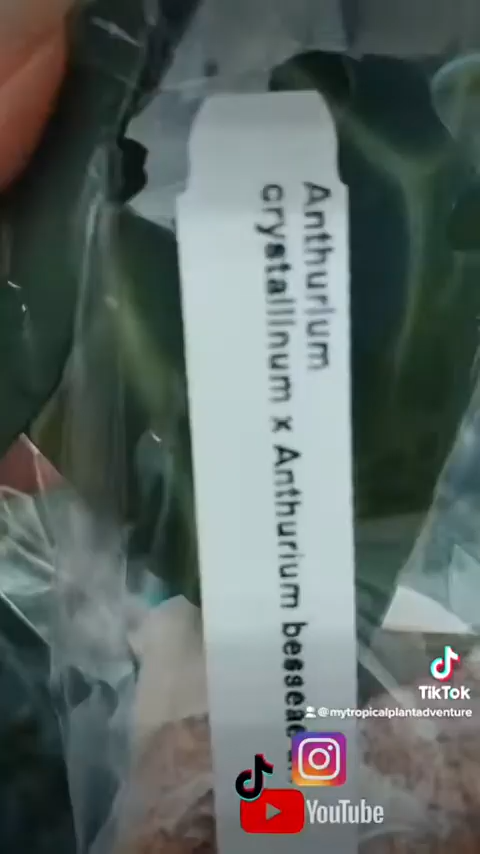 Anthurium
crystallinum x Anthurium besseae
TikTok
@mytropicalplantadventure
YouTube